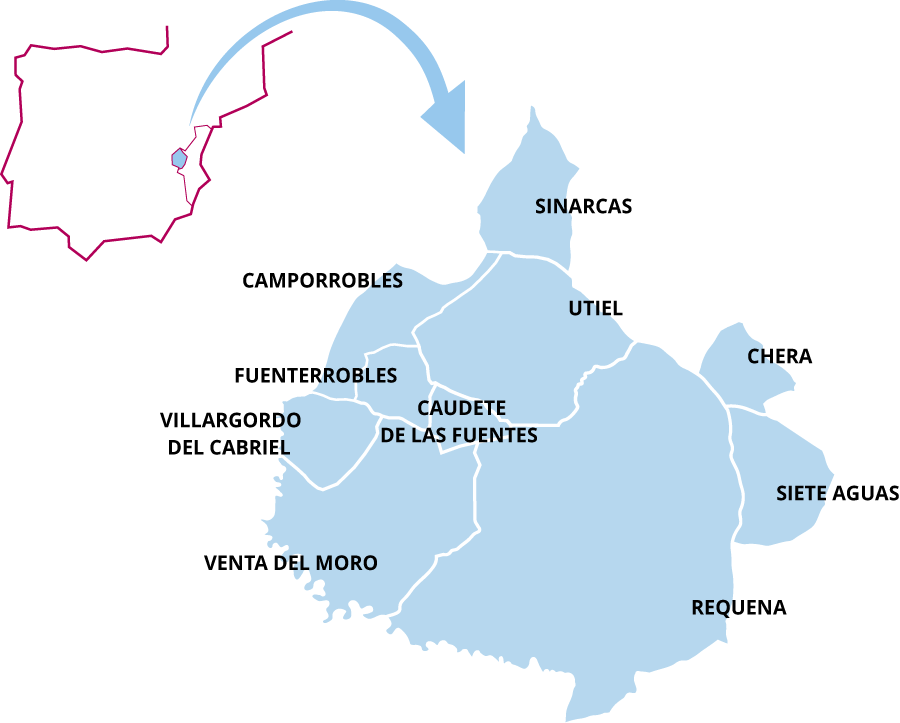 SINARCAS
CAMPORROBLES
UTIEL
CHERA
FUENTERROBLES
CAUDETE
DE LAS FUENTES
VILLARGORDO
DEL CABRIEL
SIETE AGUAS
VENTA DEL MORO
REQUENA